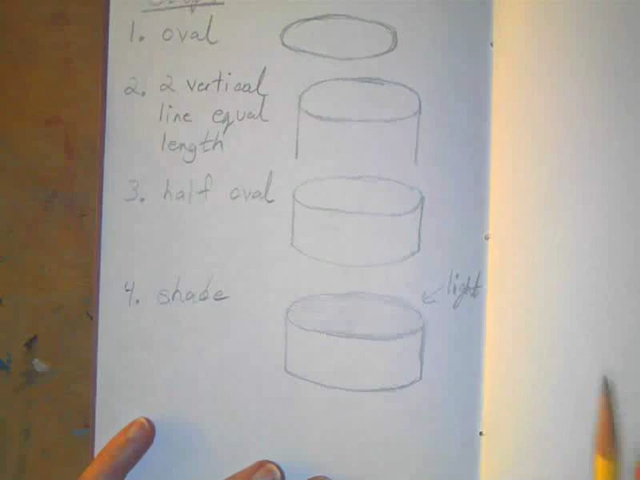 1. oval
2. 2 vertical
line equal
length
3. half oval
4. shade
light